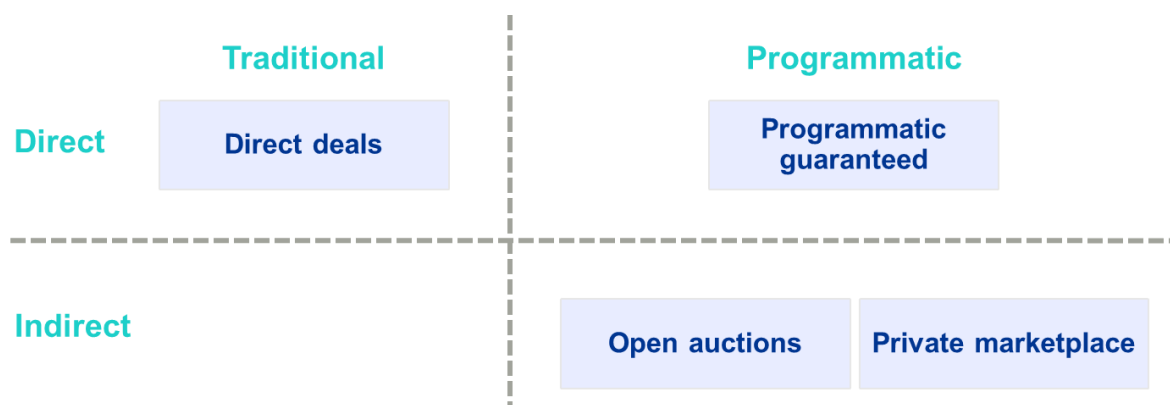 Traditional
Programmatic
Direct
Direct deals
Programmatic
guaranteed
Indirect
Open auctions
Private marketplace